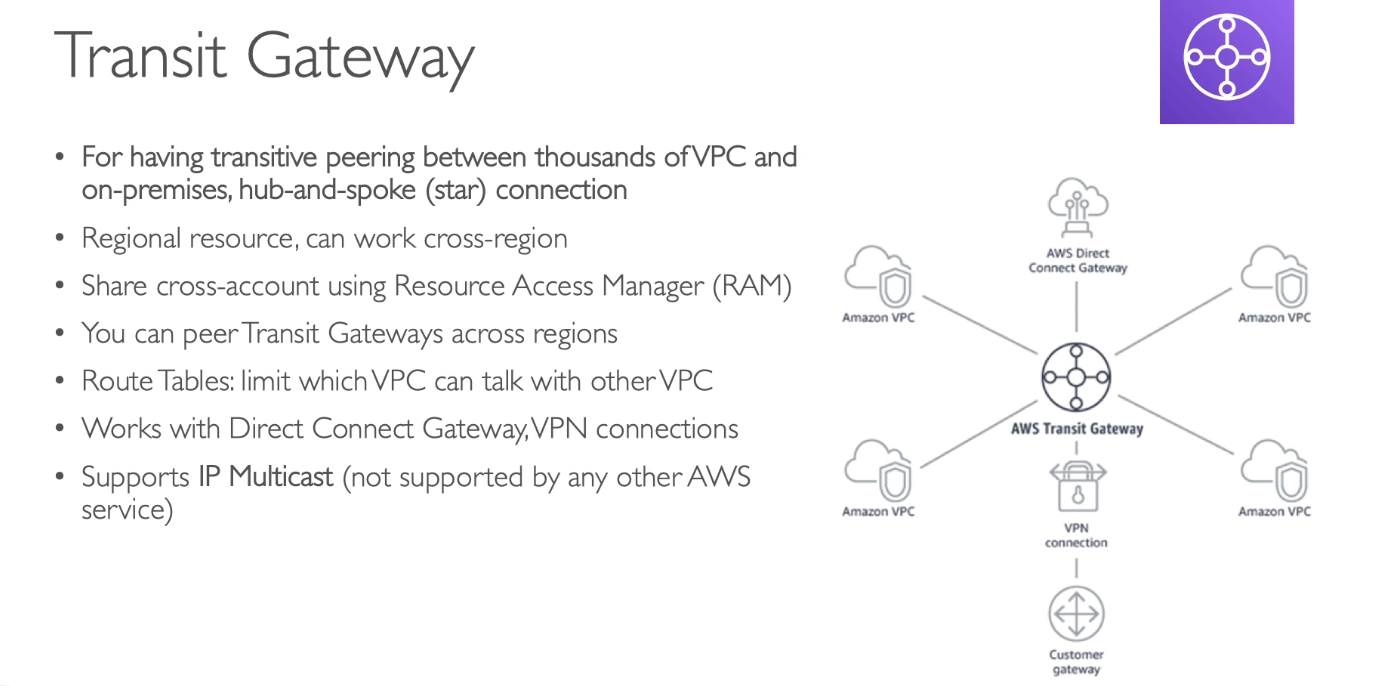 Transit Gateway
• For having transitive peering between thousands of VPC and
on-premises, hub-and-spoke (star) connection
• Regional resource, can work cross-region
• Share cross-account using Resource Access Manager (RAM)
• You can peer Transit Gateways across regions
• Route Tables: limit which VPC can talk with other VPC
• Works with Direct Connect Gateway, VPN connections
• Supports IP Multicast (not supported by any other AWS
service)
AWS Direct
Connect Gateway
Amazon VPC
Amazon VPC
AWS Transit Gateway
Amazon VPC
Amazon VPC
VPN
connection
Customer
gateway